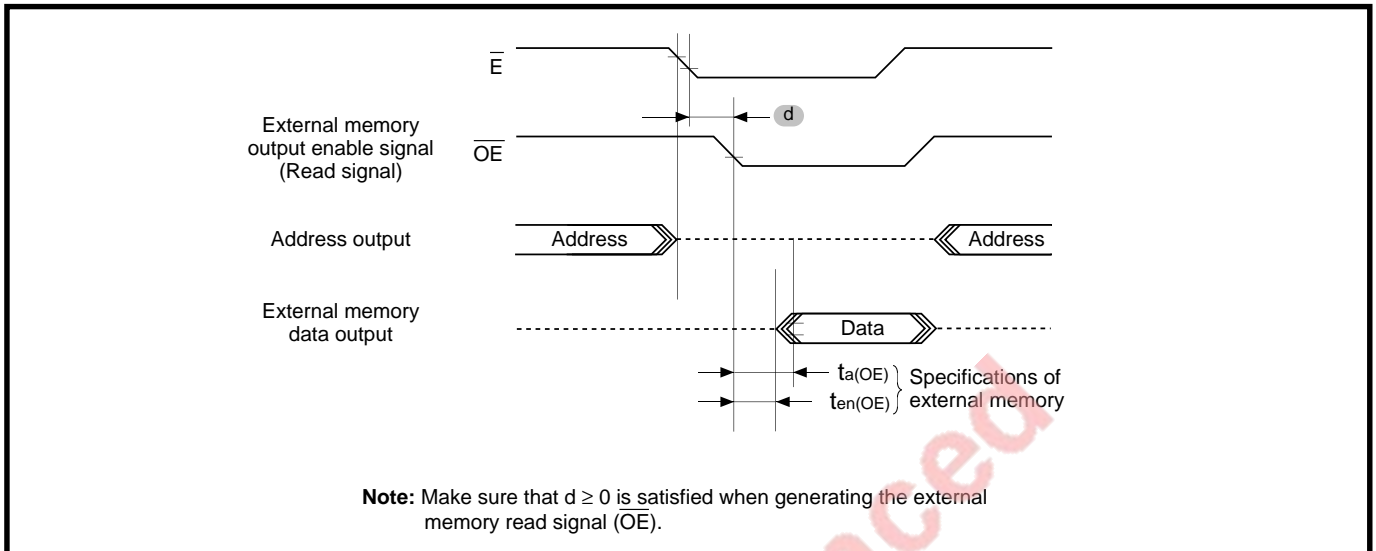 E
External memory
output enable signal
(Read signal)
OE
d
Address output
Address
Address
External memory
data output
Data
ta(OE)
ten(OE)
Specifications of
external memory
Note: Make sure that d ≥ 0 is satisfied when generating the external
memory read signal (OE).